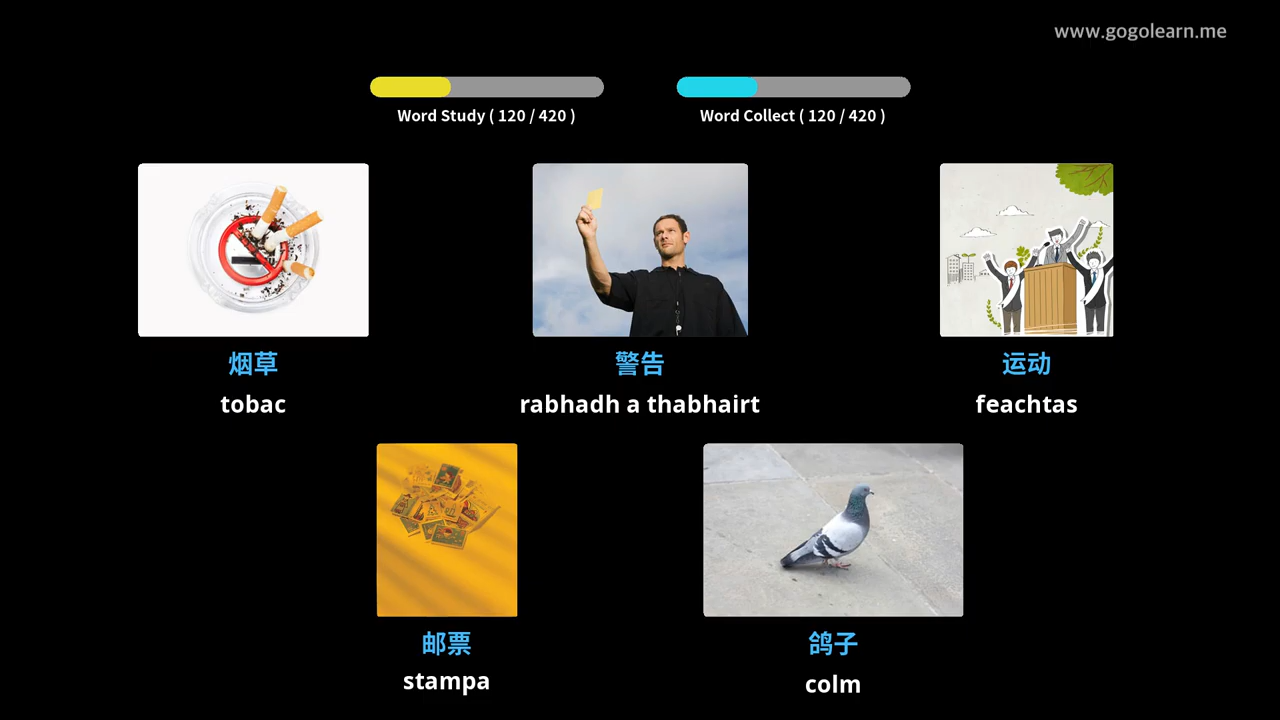 www.gogolearn.me
Word Study ( 120 / 420 )
Word Collect ( 120 / 420 )
烟草
tobac
警告
rabhadh a thabhairt
运动
feachtas
邮票
stampa
鸽子
colm